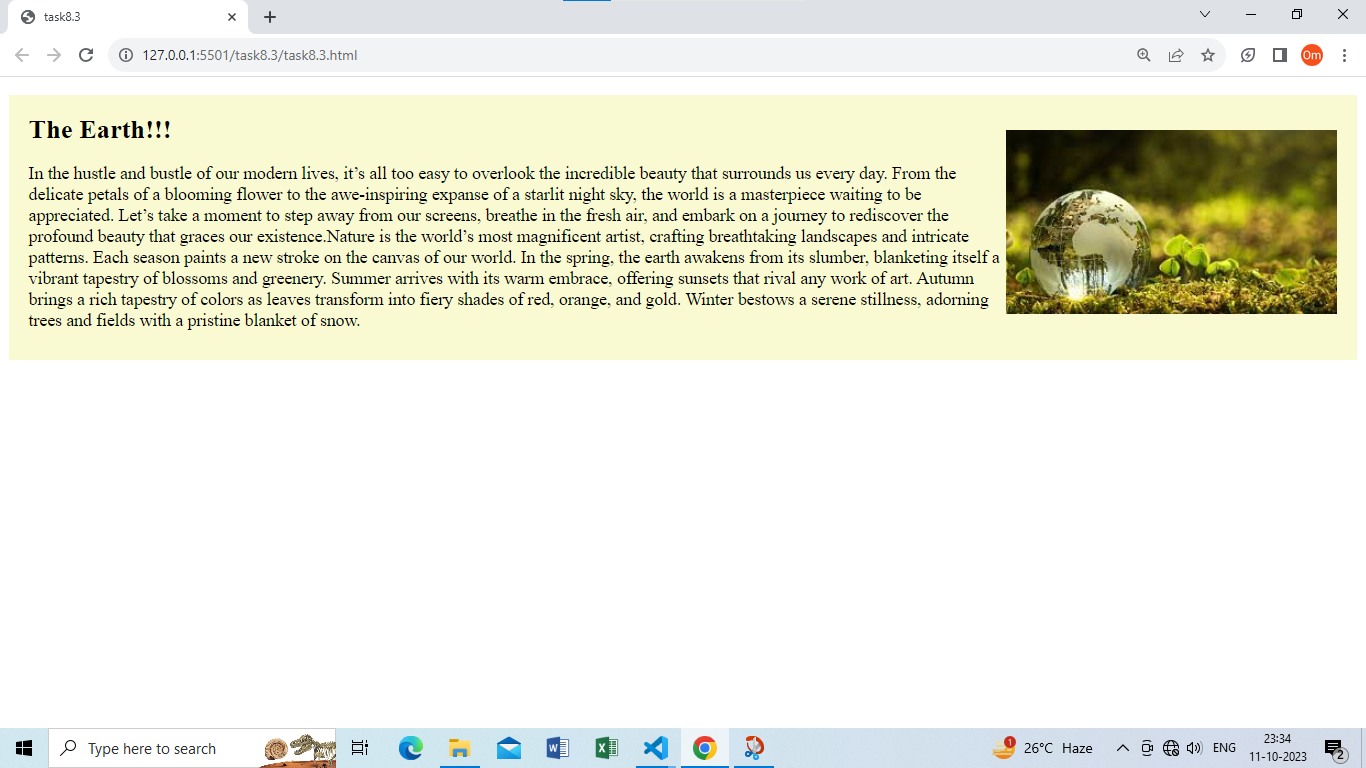 task8.3
127.0.0.1:5501/task8.3/task8.3.html
Om
The Earth!!!
In the hustle and bustle of our modern lives, it’s all too easy to overlook the incredible beauty that surrounds us every day. From the
delicate petals of a blooming flower to the awe-inspiring expanse of a starlit night sky, the world is a masterpiece waiting to be
appreciated. Let’s take a moment to step away from our screens, breathe in the fresh air, and embark on a journey to rediscover the
profound beauty that graces our existence.Nature is the world’s most magnificent artist, crafting breathtaking landscapes and intricate
patterns. Each season paints a new stroke on the canvas of our world. In the spring, the earth awakens from its slumber, blanketing itself a
vibrant tapestry of blossoms and greenery. Summer arrives with its warm embrace, offering sunsets that rival any work of art. Autumn
brings a rich tapestry of colors as leaves transform into fiery shades of red, orange, and gold. Winter bestows a serene stillness, adorning
trees and fields with a pristine blanket of snow.
Type here to search
1
26°C Haze
ENG
23:34
11-10-2023
2